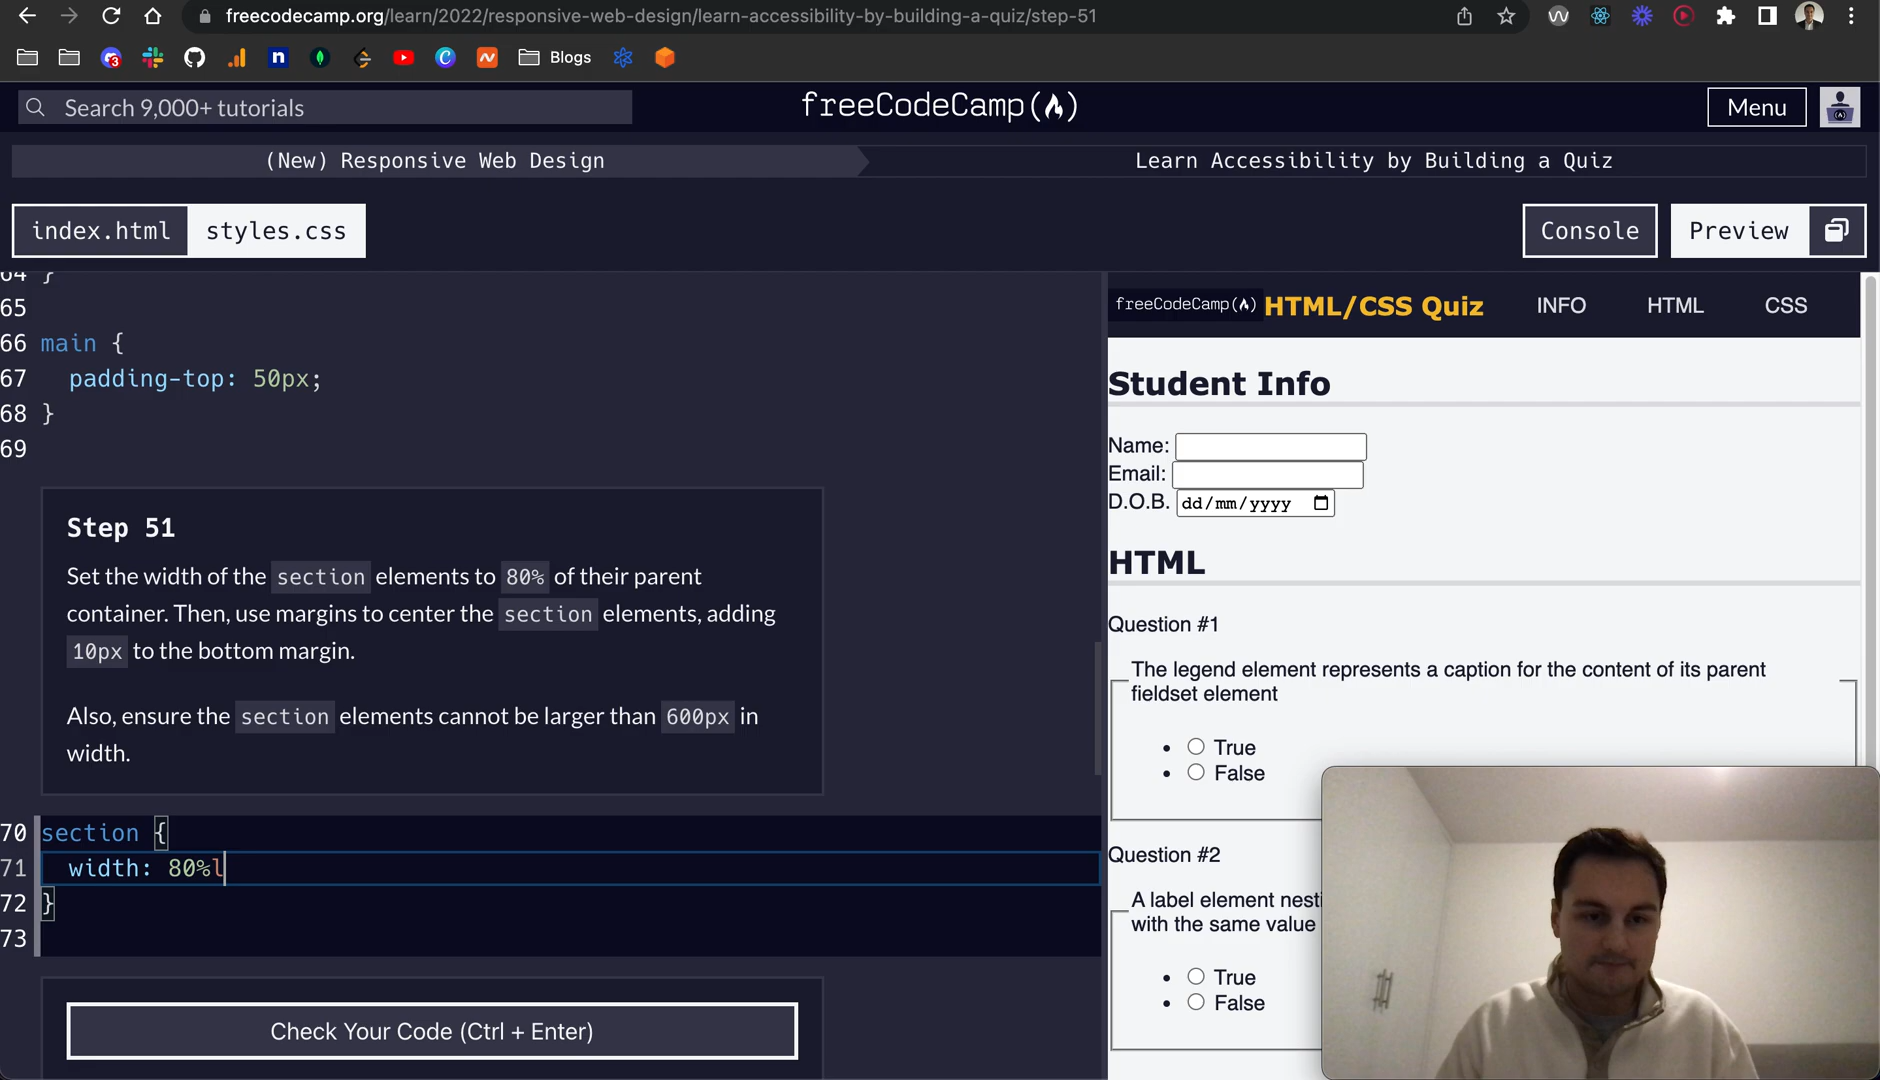 freecodecamp.org/learn/2022/responsive-web-design/learn-accessibility-by-building-a-quiz/step-51
3
n
Blogs
Search 9,000+ tutorials
freeCodeCamp(
)
Menu
(New) Responsive Web Design
Learn Accessibility by Building a Quiz
index.html
styles.css
Console
Preview
64 }
65
66 main {
67 padding-top: 50px;
68 }
69
Step 51
Set the width of the section elements to 80% of their parent
container. Then, use margins to center the section elements, adding
10px to the bottom margin.
Also, ensure the section elements cannot be larger than 600px in
width.
70 section {
71 width: 80%l
72 }
73
Check Your Code (Ctrl + Enter)
freeCodeCamp( )
HTML/CSS Quiz
INFO
HTML
CSS
Student Info
Name:
Email:
D.O.B. dd/mm/yyyy
HTML
Question #1
The legend element represents a caption for the content of its parent
fieldset element
True
False
Question #2
A label element nesti
with the same value
True
False